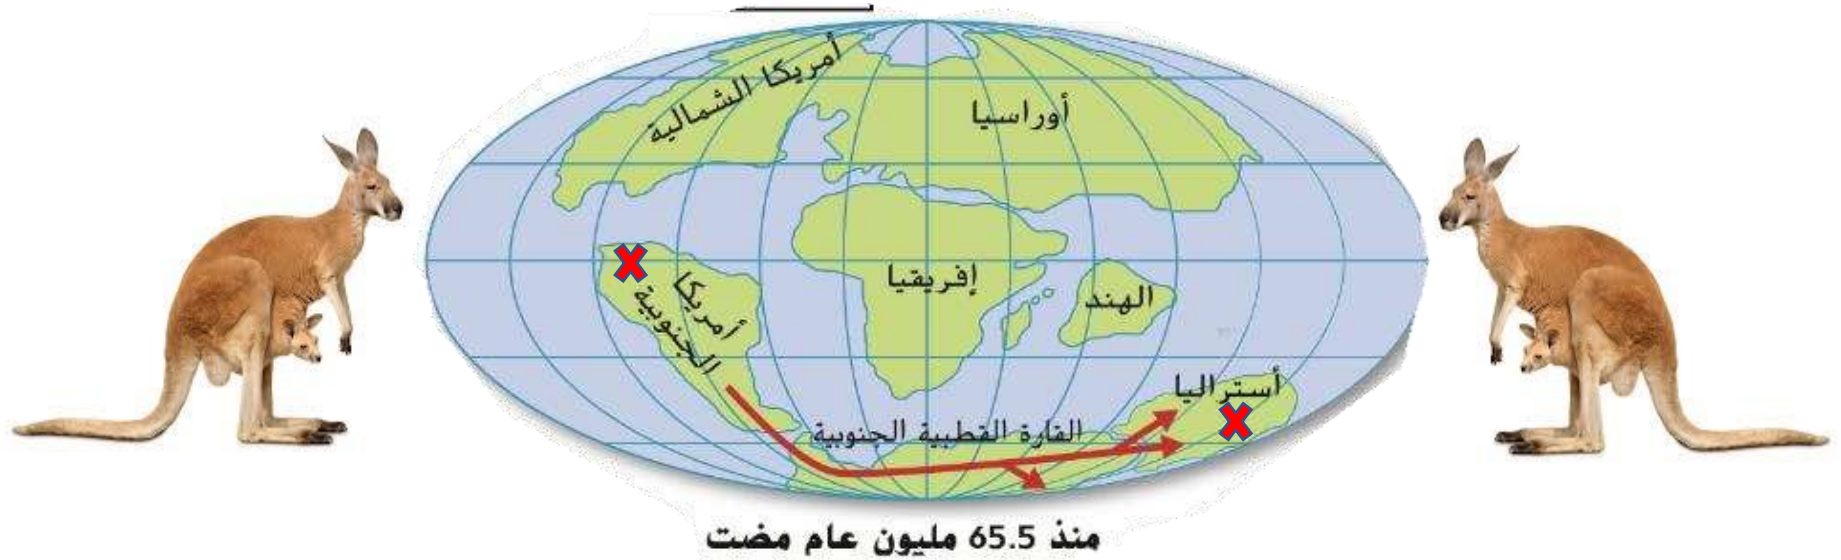 أمريكا الشمالية
أوراسيا
أمريكا
الجنوبية
إفريقيا
الهند
أستراليا
القارة القطبية الجنوبية
منذ 65.5 مليون عام مضت